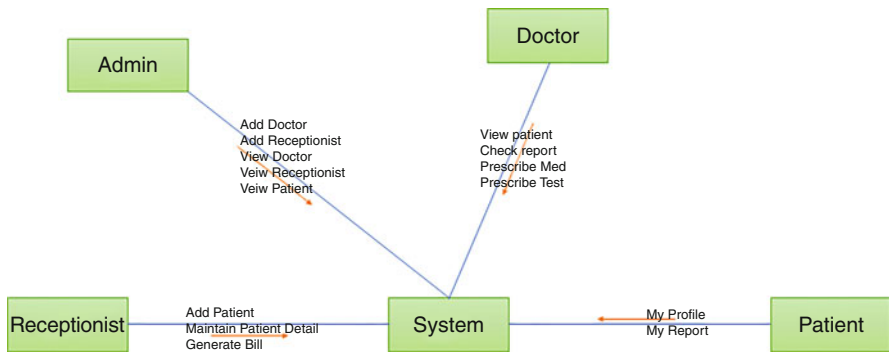 Doctor
Admin
Add Doctor
Add Receptionist
View Doctor
Veiw Receptionist
Veiw Patient
View patient
Check report
Prescribe Med
Prescribe Test
Receptionist
Add Patient
Maintain Patient Detail
Generate Bill
System
My Profile
My Report
Patient